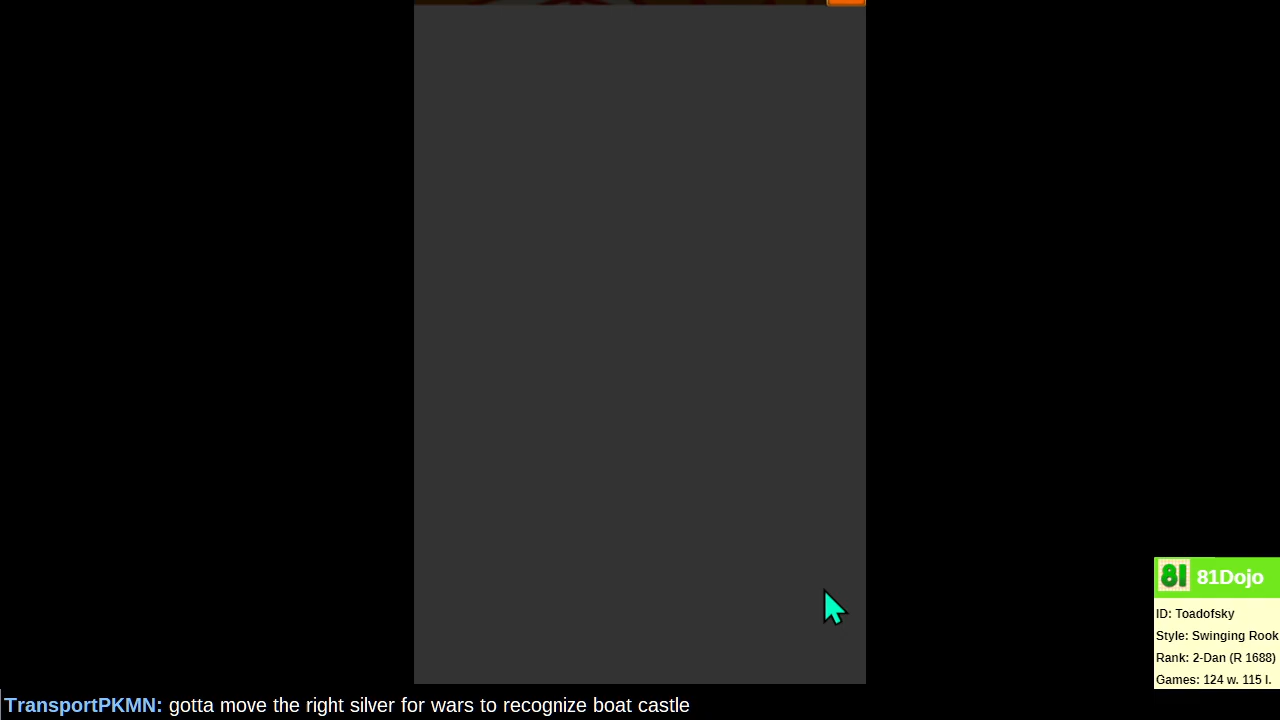 81 81Dojo
ID: Toadofsky
Style: Swinging Rook
Rank: 2-Dan (R 1688)
Games: 124 w. 115 l.
TransportPKMN: gotta move the right silver for wars to recognize boat castle